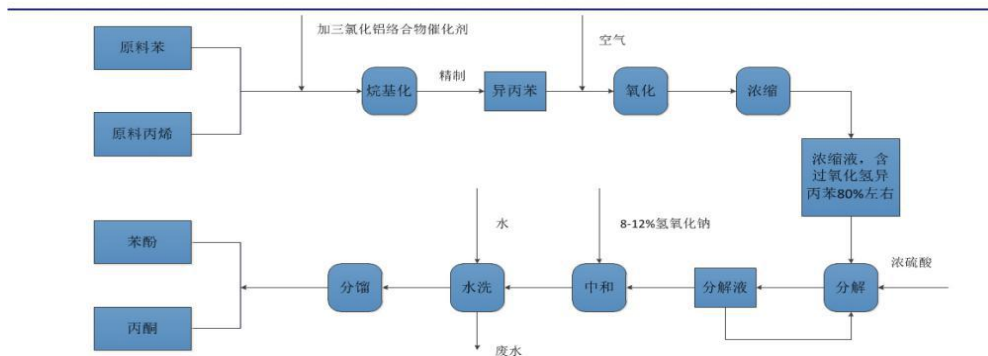 加三氯化铝络合物催化剂
空气
原料苯
精制
烷基化
异丙苯
氧化
浓缩
原料丙烯
浓缩液，含
过氧化氢异
丙苯80%左右
水
8-12%氢氧化钠
苯酚
浓硫酸
分馏
水洗
中和
分解液
分解
丙酮
废水